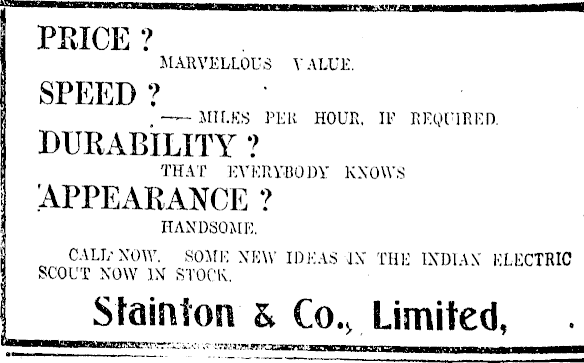 PRICE ?
MARVELLOUS VALUE.
SPEED ?
—— MILES PER HOUR, IF REQUIRED.
DURABILITY ?
THAT EVERYBODY KNOWS
APPEARANCE ?
HANDSOME.
CALL NOW. SOME NEW IDEAS IN THE INDIAN ELECTRIC
SCOUT NOW IN STOCK.
Stainton & Co., Limited,